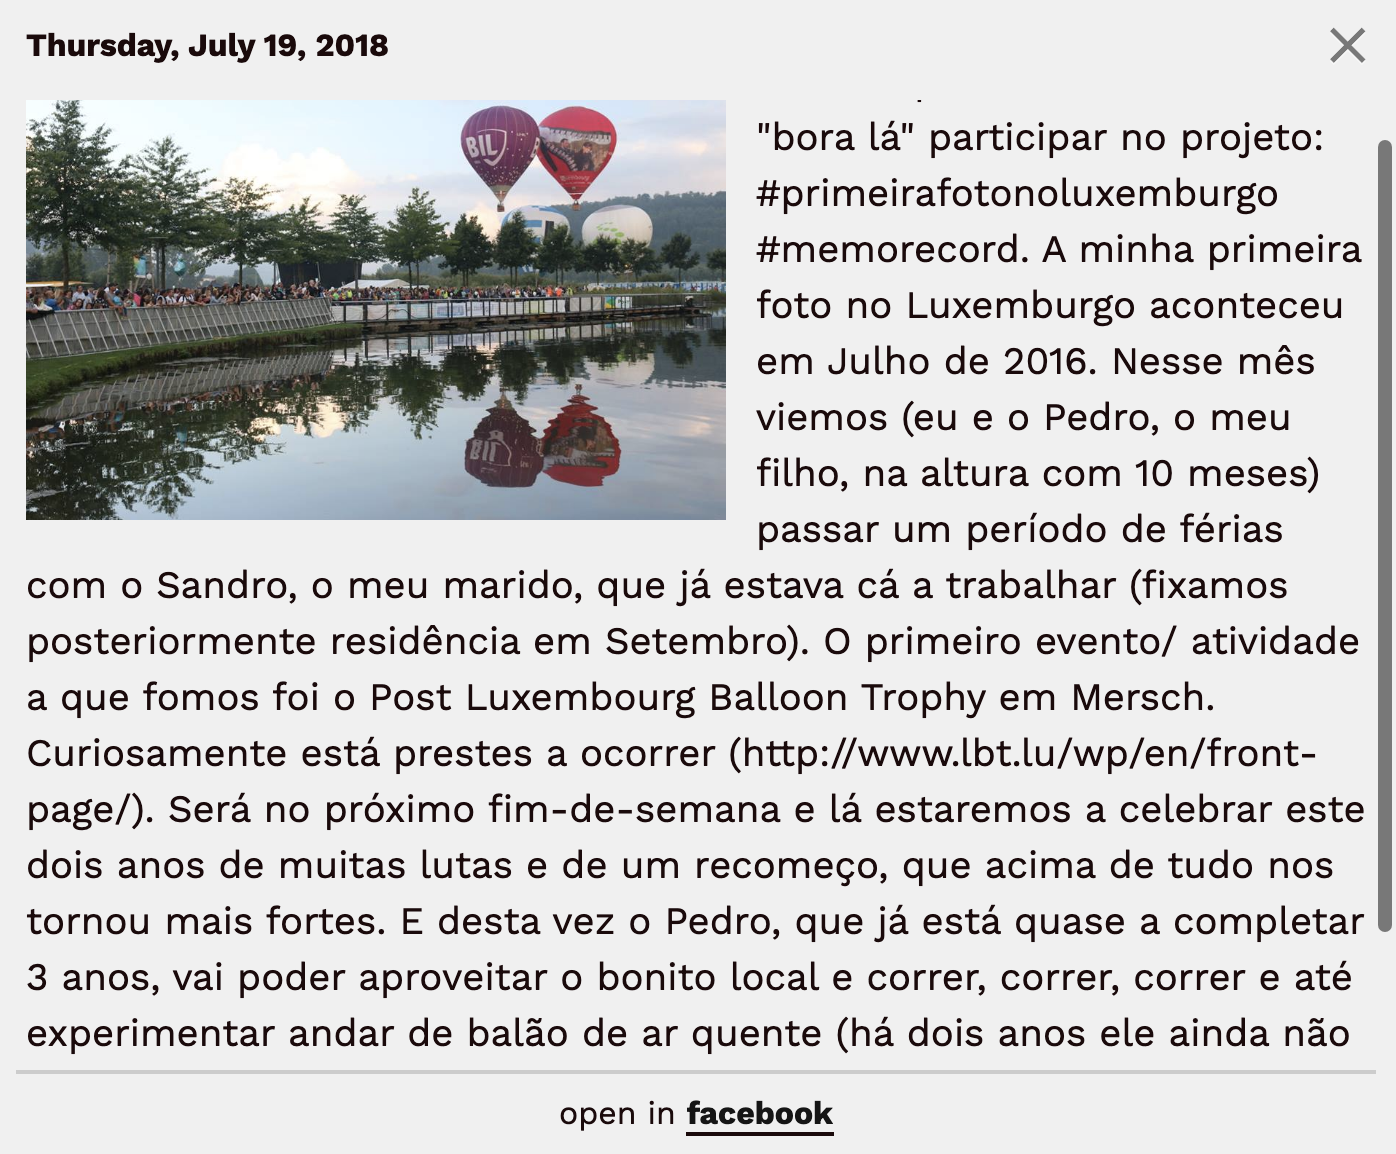 Thursday, July 19, 2018
"bora lá" participar no projeto:
#primeirafotonoluxemburgo
#memorecord. A minha primeira
foto no Luxemburgo aconteceu
em Julho de 2016. Nesse mês
viemos (eu e o Pedro, o meu
filho, na altura com 10 meses)
passar um período de férias
com o Sandro, o meu marido, que já estava cá a trabalhar (fixamos
posteriormente residência em Setembro). O primeiro evento/ atividade
a que fomos foi o Post Luxembourg Balloon Trophy em Mersch.
Curiosamente está prestes a ocorrer (http://www.lbt.lu/wp/en/front-
page/). Será no próximo fim-de-semana e lá estaremos a celebrar este
dois anos de muitas lutas e de um recomeço, que acima de tudo nos
tornou mais fortes. E desta vez o Pedro, que já está quase a completar
3 anos, vai poder aproveitar o bonito local e correr, correr, correr e até
experimentar andar de balão de ar quente (há dois anos ele ainda não
open in facebook
BIL